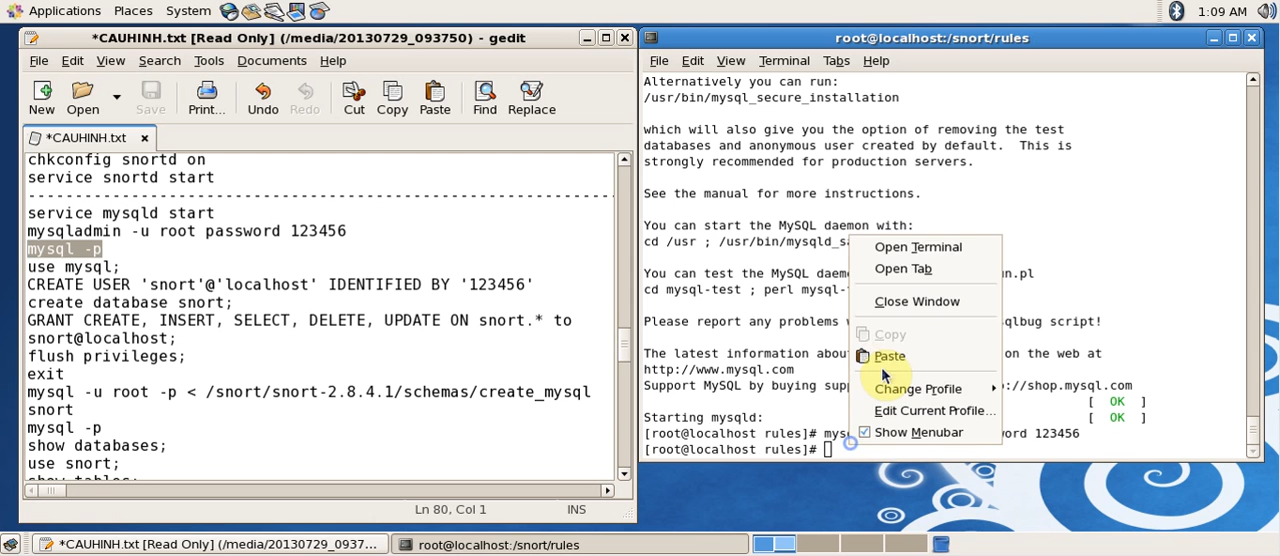 Applications Places System 1:09 AM
*CAUHINH.txt [Read Only] (/media/20130729_093750) - gedit
File Edit View Search Tools Documents Help
New Open Save Print... Undo Redo Cut Copy Paste Find Replace
*CAUHINH.txt
chkconfig snortd on
service snortd start
service mysqld start
mysqladmin -u root password 123456
mysql -p
use mysql;
CREATE USER 'snort'@'localhost' IDENTIFIED BY '123456'
create database snort;
GRANT CREATE, INSERT, SELECT, DELETE, UPDATE ON snort.* to
snort@localhost;
flush privileges;
exit
mysql -u root -p < /snort/snort-2.8.4.1/schemas/create_mysql
snort
mysql -p
show databases;
use snort;
Ln 80, Col 1 INS
root@localhost:/snort/rules
File Edit View Terminal Tabs Help
Alternatively you can run:
/usr/bin/mysql_secure_installation
which will also give you the option of removing the test
databases and anonymous user created by default. This is
strongly recommended for production servers.
See the manual for more instructions.
You can start the MySQL daemon with:
cd /usr ; /usr/bin/mysqld_sa
You can test the MySQL daem un.pl
cd mysql-test ; perl mysql-
Please report any problems sqlbug script!
The latest information abou on the web at
http://www.mysql.com
Support MySQL by buying sup ://shop.mysql.com
[ OK ]
Starting mysqld: [ OK ]
[root@localhost rules]# mys word 123456
[root@localhost rules]#
Open Terminal
Open Tab
Close Window
Copy
Paste
Change Profile
Edit Current Profile...
Show Menubar
*CAUHINH.txt [Read Only] (/media/20130729_0937... root@localhost:/snort/rules